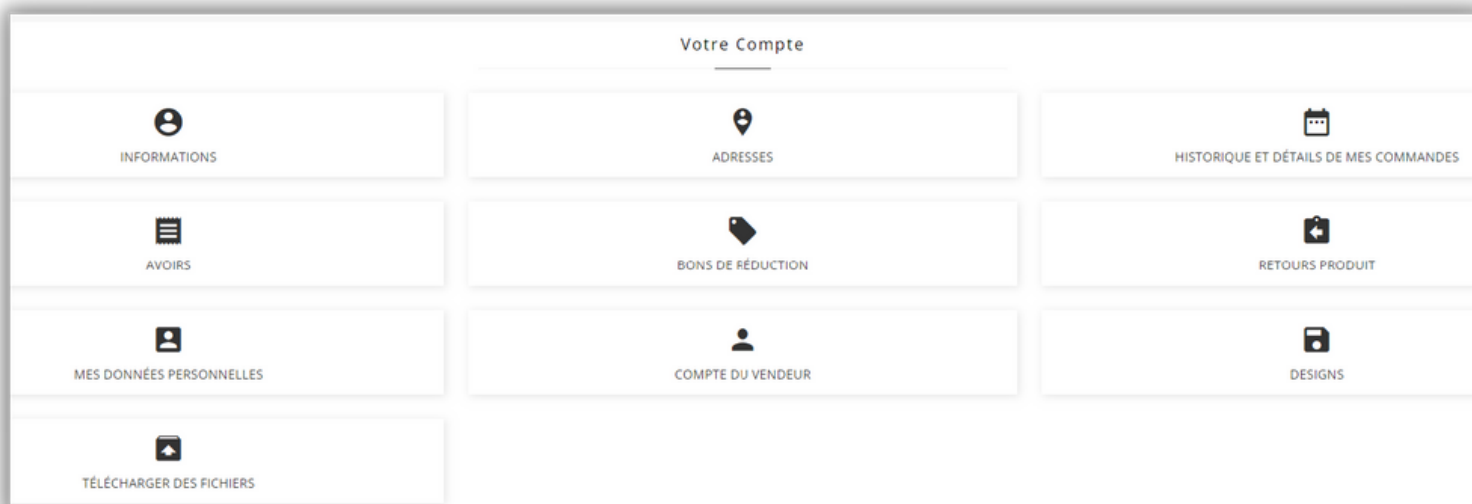 Votre Compte
INFORMATIONS
ADRESSES
HISTORIQUE ET DÉTAILS DE MES COMMANDES
AVOIRS
BONS DE RÉDUCTION
RETOURS PRODUIT
MES DONNÉES PERSONNELLES
COMPTE DU VENDEUR
DESIGNS
TÉLÉCHARGER DES FICHIERS